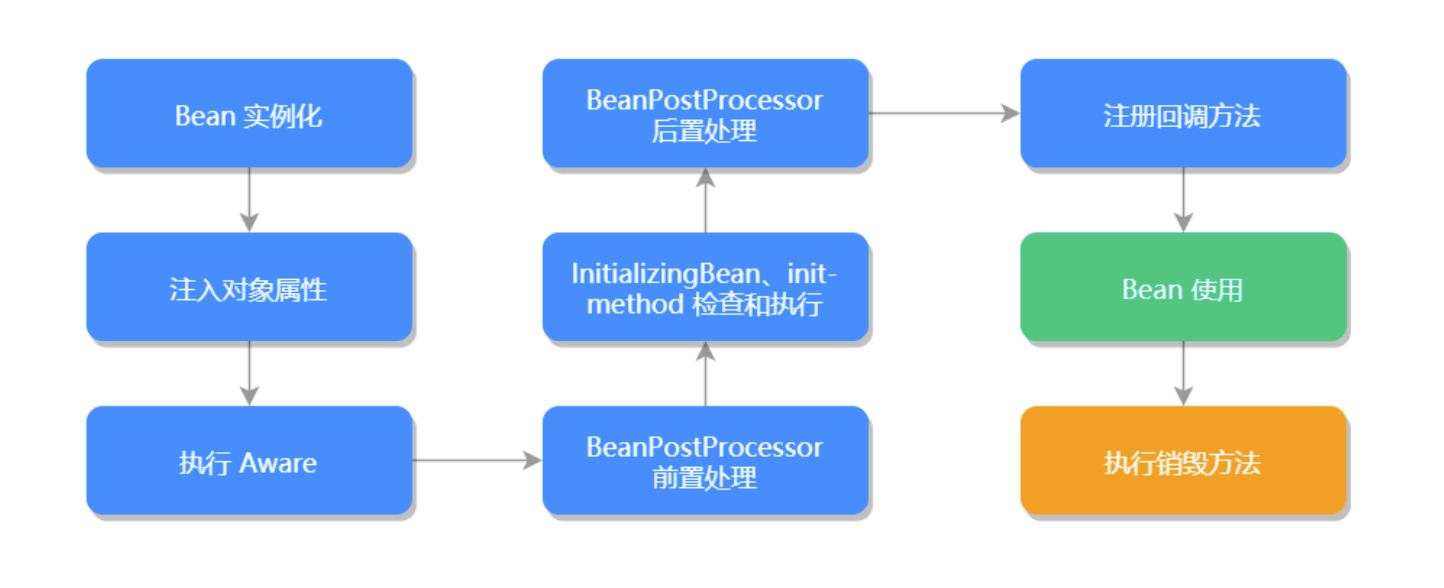 Bean 实例化
注入对象属性
执行 Aware
BeanPostProcessor
前置处理
InitializingBean、init-
method 检查和执行
BeanPostProcessor
后置处理
注册回调方法
Bean 使用
执行销毁方法